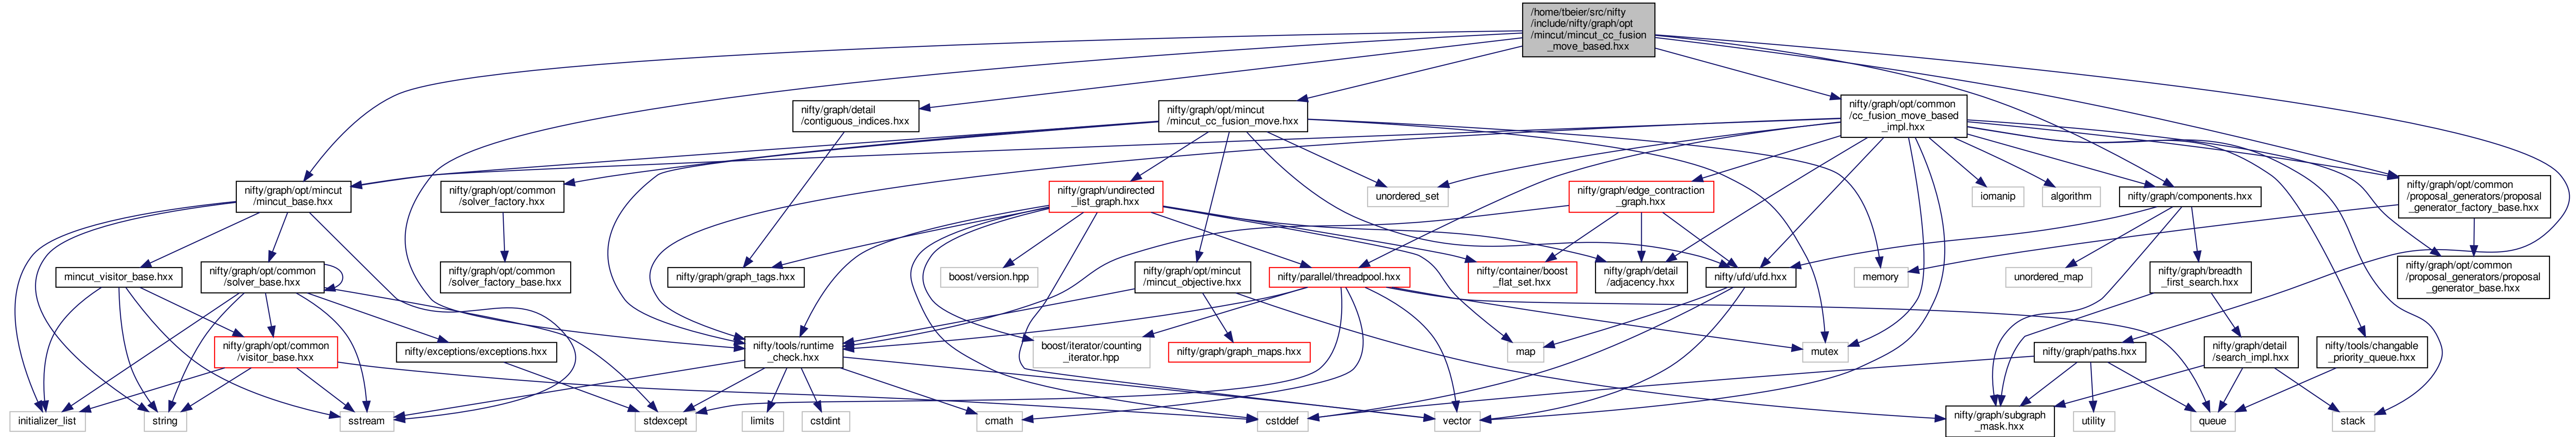 /home/tbeier/src/nifty
/include/nifty/graph/opt
/mincut/mincut_cc_fusion
_move_based.hxx
nifty/graph/detail
/contiguous_indices.hxx
nifty/graph/opt/mincut
/mincut_cc_fusion_move.hxx
nifty/graph/opt/common
/cc_fusion_move_based
_impl.hxx
nifty/graph/opt/mincut
/mincut_base.hxx
nifty/graph/opt/common
/solver_factory.hxx
nifty/graph/undirected
_list_graph.hxx
unordered_set
nifty/graph/edge_contraction
_graph.hxx
iomanip
algorithm
nifty/graph/components.hxx
nifty/graph/opt/common
/proposal_generators/proposal
_generator_factory_base.hxx
mincut_visitor_base.hxx
nifty/graph/opt/common
/solver_base.hxx
nifty/graph/opt/common
/solver_factory_base.hxx
nifty/graph/graph_tags.hxx
boost/version.hpp
nifty/graph/opt/mincut
/mincut_objective.hxx
nifty/parallel/threadpool.hxx
nifty/container/boost
_flat_set.hxx
nifty/graph/detail
/adjacency.hxx
nifty/ufd/ufd.hxx
memory
unordered_map
nifty/graph/breadth
_first_search.hxx
nifty/graph/opt/common
/proposal_generators/proposal
_generator_base.hxx
nifty/graph/opt/common
/visitor_base.hxx
nifty/exceptions/exceptions.hxx
nifty/tools/runtime
_check.hxx
boost/iterator/counting
_iterator.hpp
nifty/graph/graph_maps.hxx
map
mutex
nifty/graph/paths.hxx
nifty/graph/detail
/search_impl.hxx
nifty/tools/changable
_priority_queue.hxx
initializer_list
string
sstream
stdexcept
limits
cstdint
cmath
cstddef
vector
nifty/graph/subgraph
_mask.hxx
utility
queue
stack